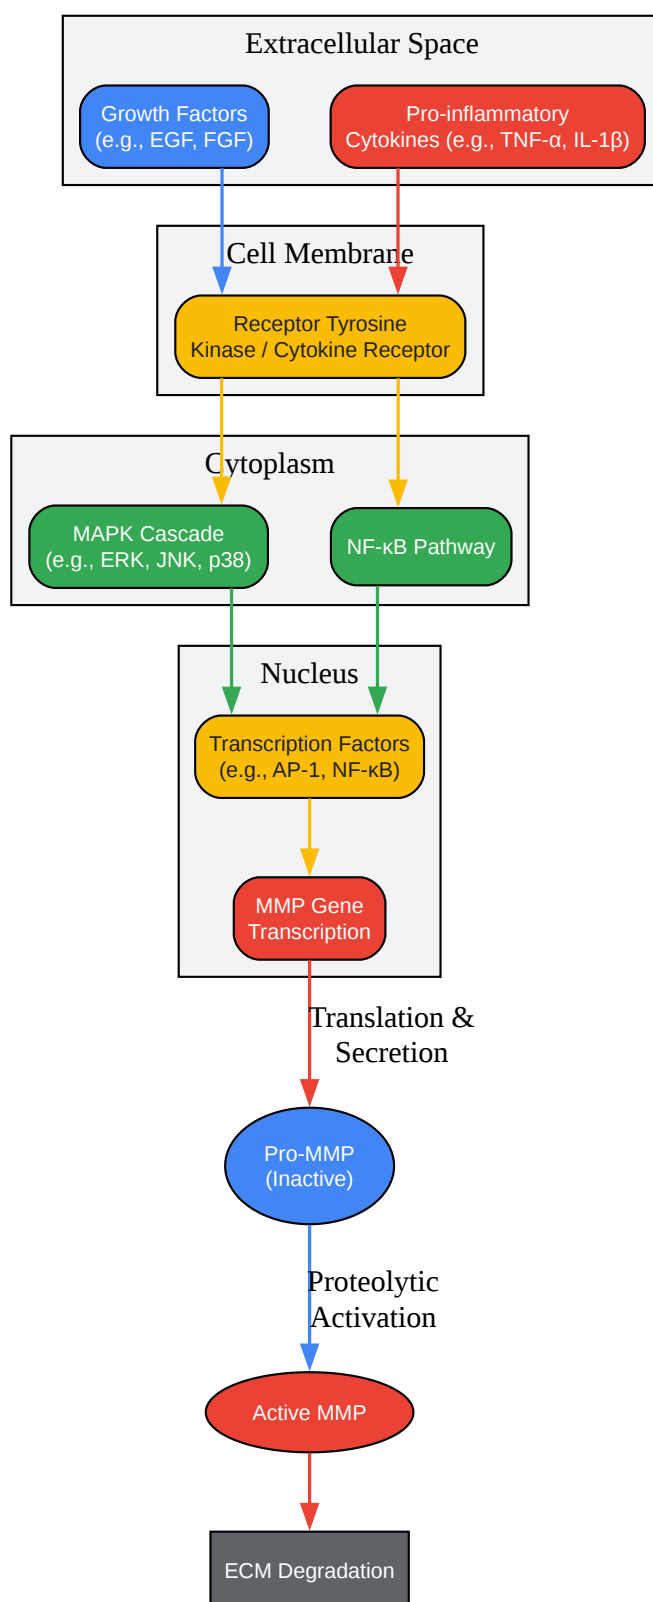 Extracellular Space
Growth Factors
(e.g., EGF, FGF)
Pro-inflammatory
Cytokines (e.g., TNF-α, IL-1β)
Cell Membrane
Receptor Tyrosine
Kinase / Cytokine Receptor
Cytoplasm
MAPK Cascade
(e.g., ERK, JNK, p38)
NF-κB Pathway
Nucleus
Transcription Factors
(e.g., AP-1, NF-κB)
MMP Gene
Transcription
Translation &
Secretion
Pro-MMP
(Inactive)
Proteolytic
Activation
Active MMP
ECM Degradation